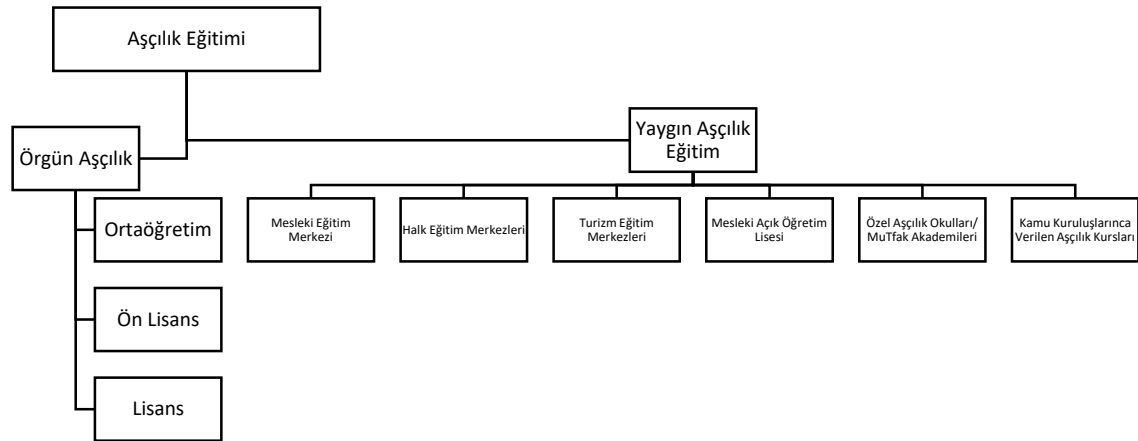 Aşçılık Eğitimi
Örgün Aşçılık
Yaygın Aşçılık
Eğitim
Ortaöğretim
Ön Lisans
Lisans
Mesleki Eğitim
Merkezi
Halk Eğitim Merkezleri
Turizm Eğitim
Merkezleri
Mesleki Açık Öğretim
Lisesi
Özel Aşçılık Okulları/
MuTfak Akademileri
Kamu Kuruluşlarınca
Verilen Aşçılık Kursları